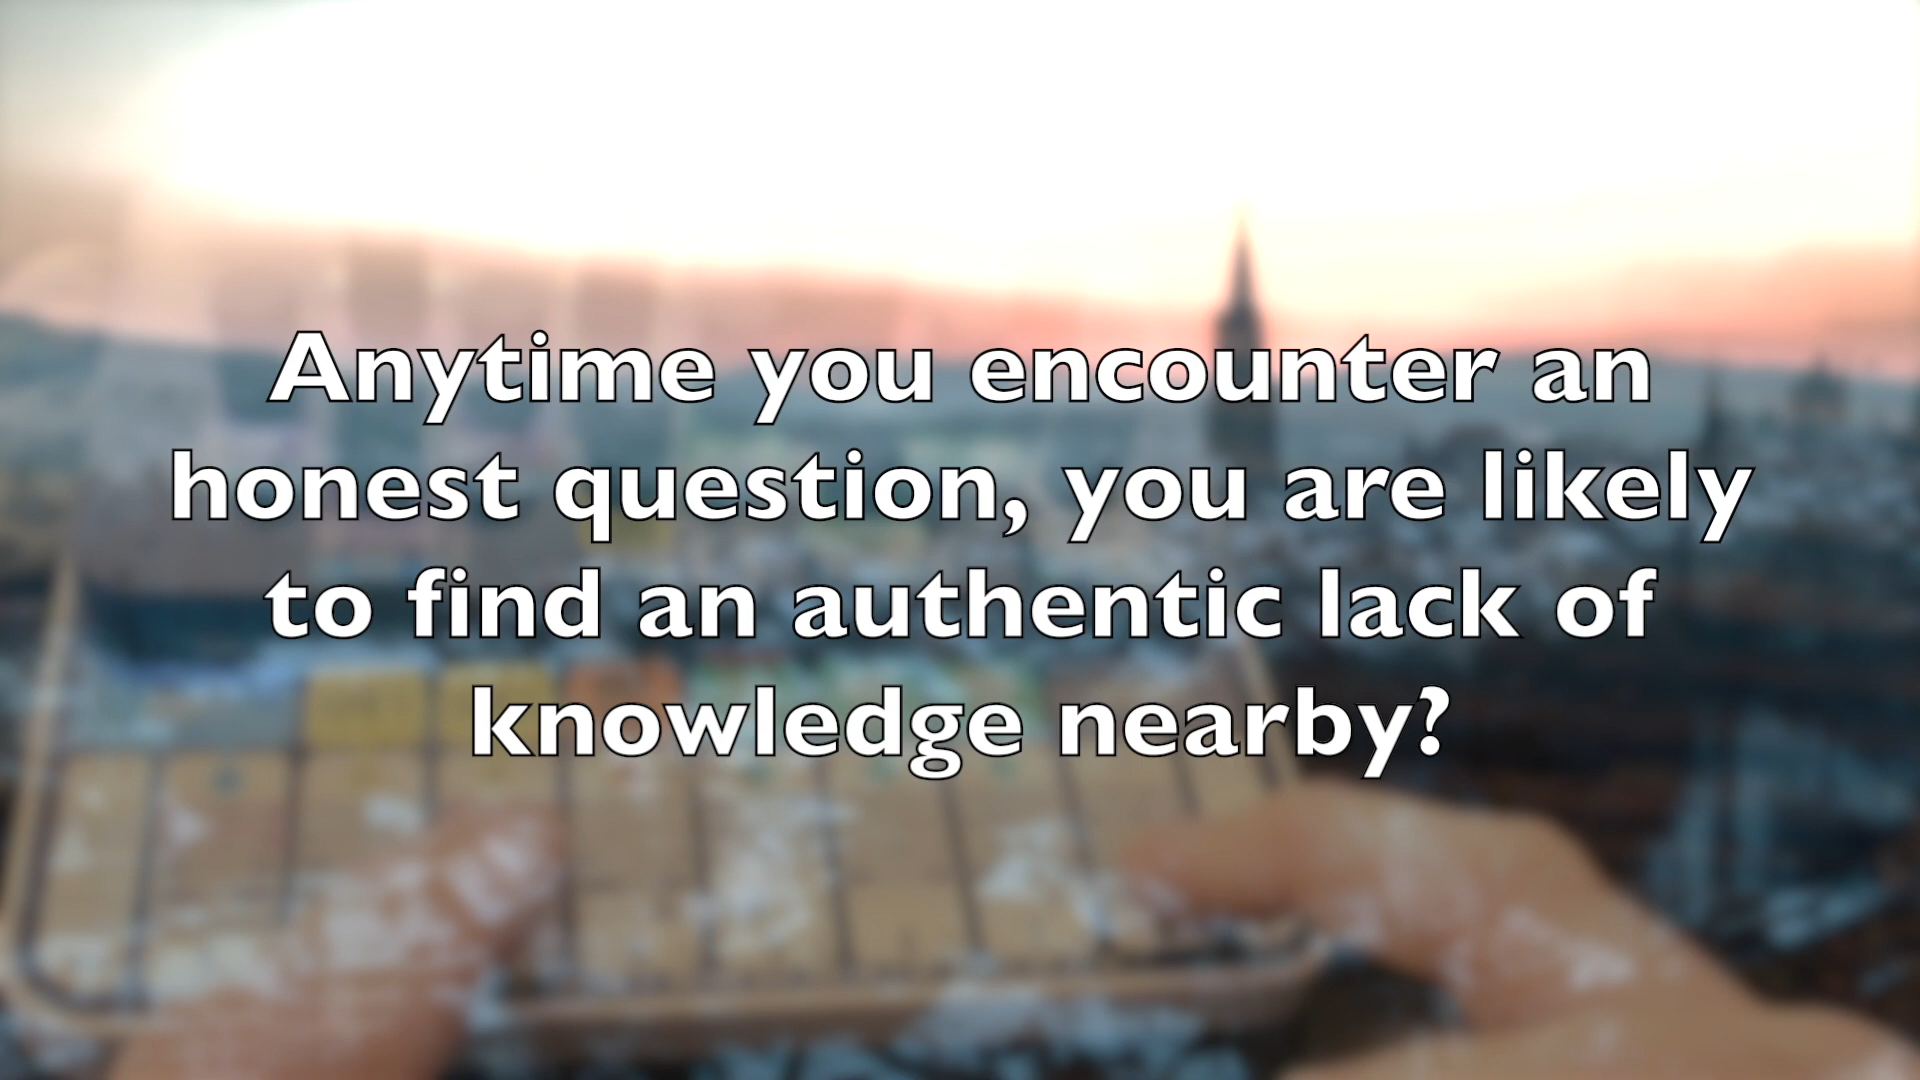 Anytime you encounter an
honest question, you are likely
to find an authentic lack of
knowledge nearby?